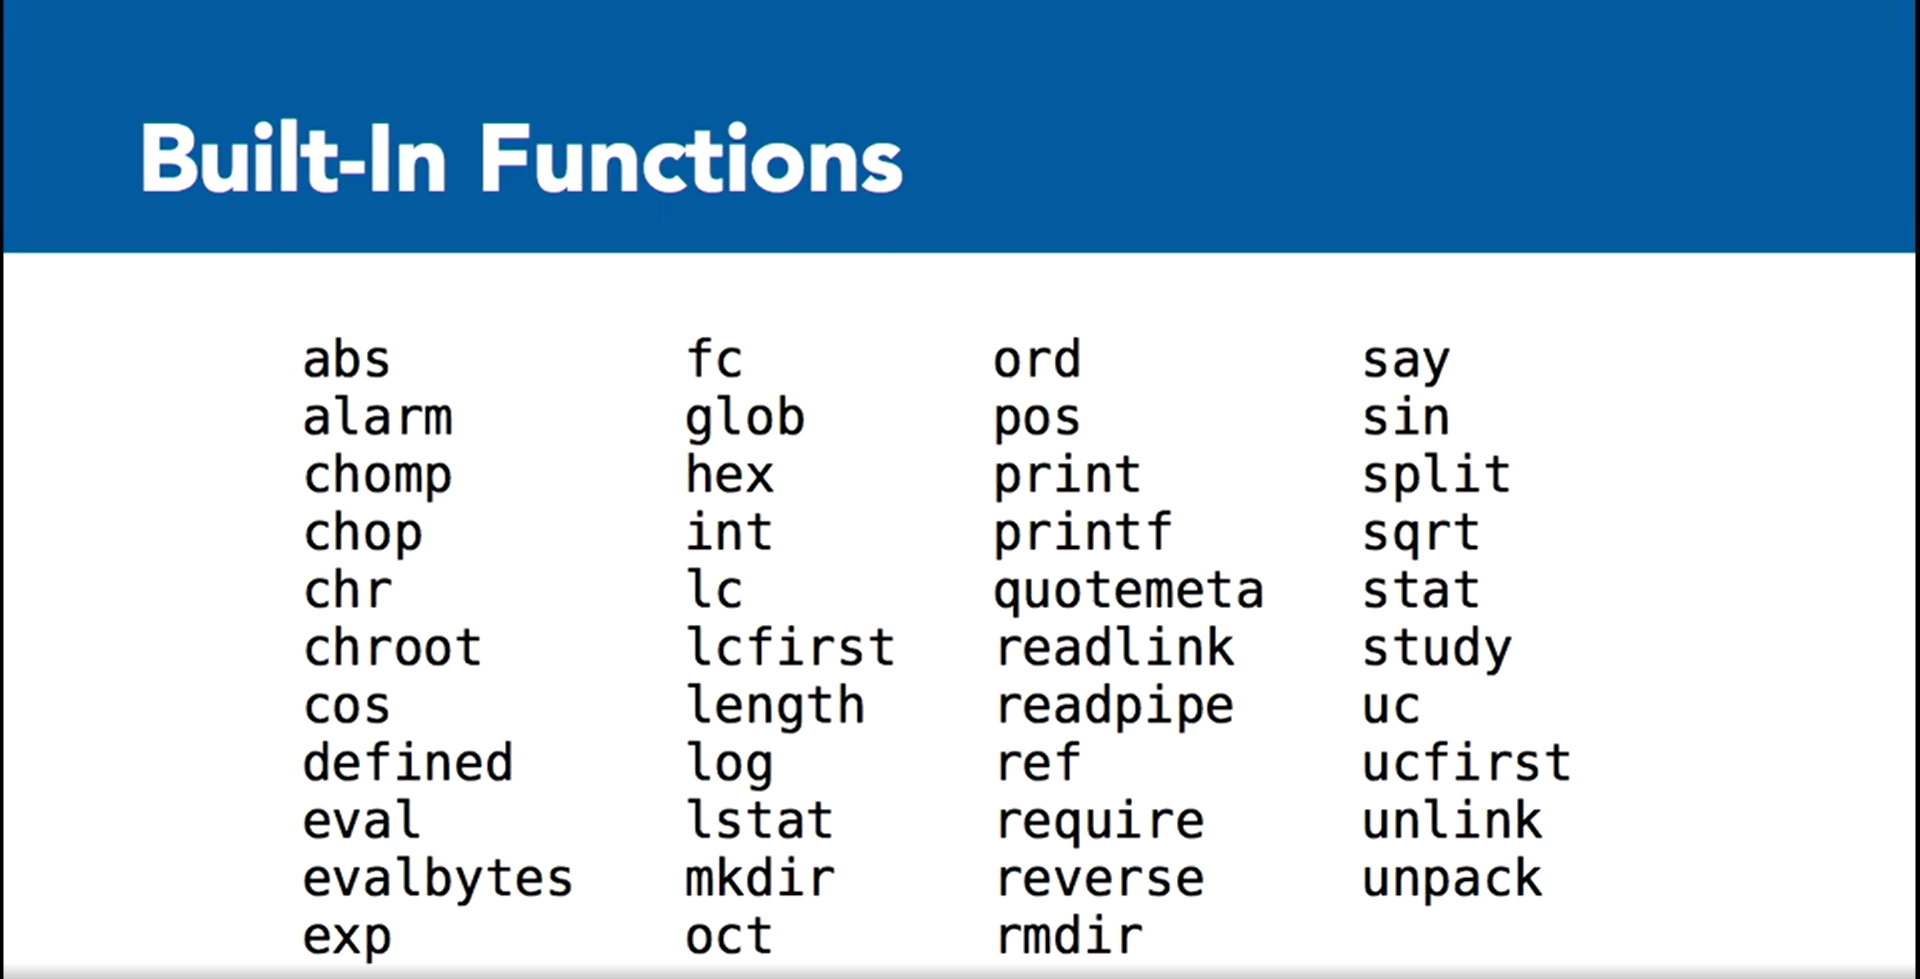 Built-In Functions
abs
alarm
chomp
chop
chr
chroot
cos
defined
eval
evalbytes
exp
fc
glob
hex
int
lc
lcfirst
length
log
lstat
mkdir
oct
ord
pos
print
printf
quotemeta
readlink
readpipe
ref
require
reverse
rmdir
say
sin
split
sqrt
stat
study
uc
ucfirst
unlink
unpack